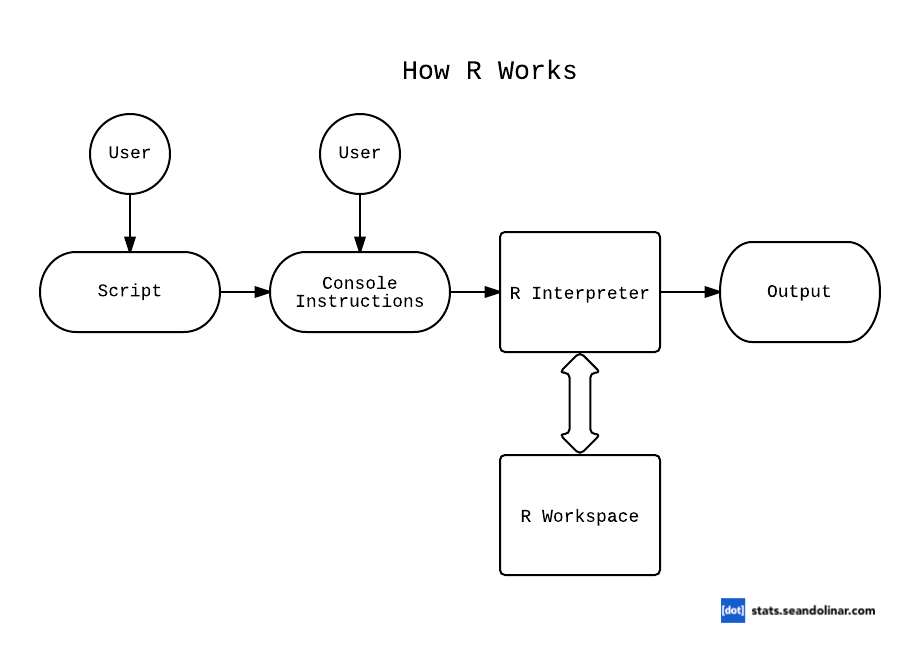 How R Works
User
User
Script
Console
Instructions
R Interpreter
Output
R Workspace
[dot] stats.seandolinar.com